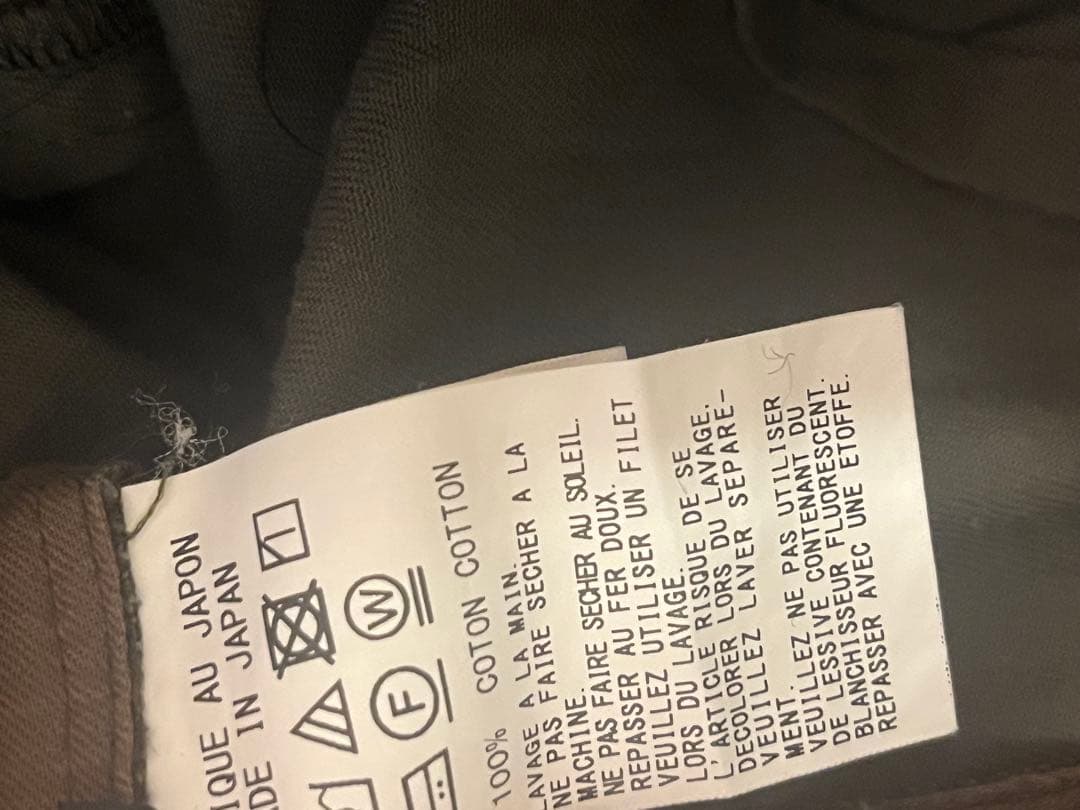 IQUE AU JAPON
DE IN JAPAN
F W
100% COTON COTTON
LAVAGE A LA MAIN.
NE PAS FAIRE SECHER A LA
MACHINE.
NE PAS FAIRE SECHER AU SOLEIL.
REPASSER AU FER DOUX.
VEUILLEZ UTILISER UN FILET
LORS DU LAVAGE.
L'ARTICLE RISQUE DE SE
DECOLORER LORS DU LAVAGE.
VEUILLEZ LAVER SEPARE-
MENT.
VEUILLEZ NE PAS UTILISER
DE LESSIVE CONTENANT DU
BLANCHISSEUR FLUORESCENT.
REPASSER AVEC UNE ETOFFE.